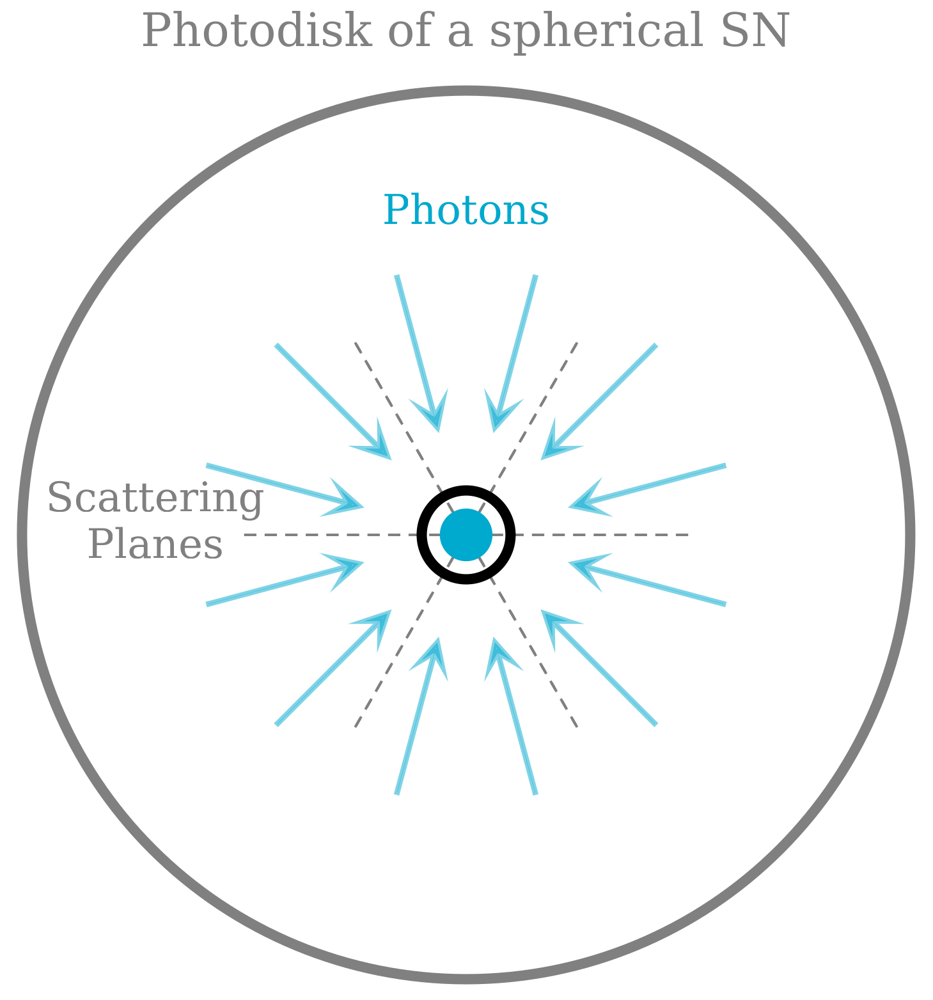 Photodisk of a spherical SN
Photons
Scattering
Planes